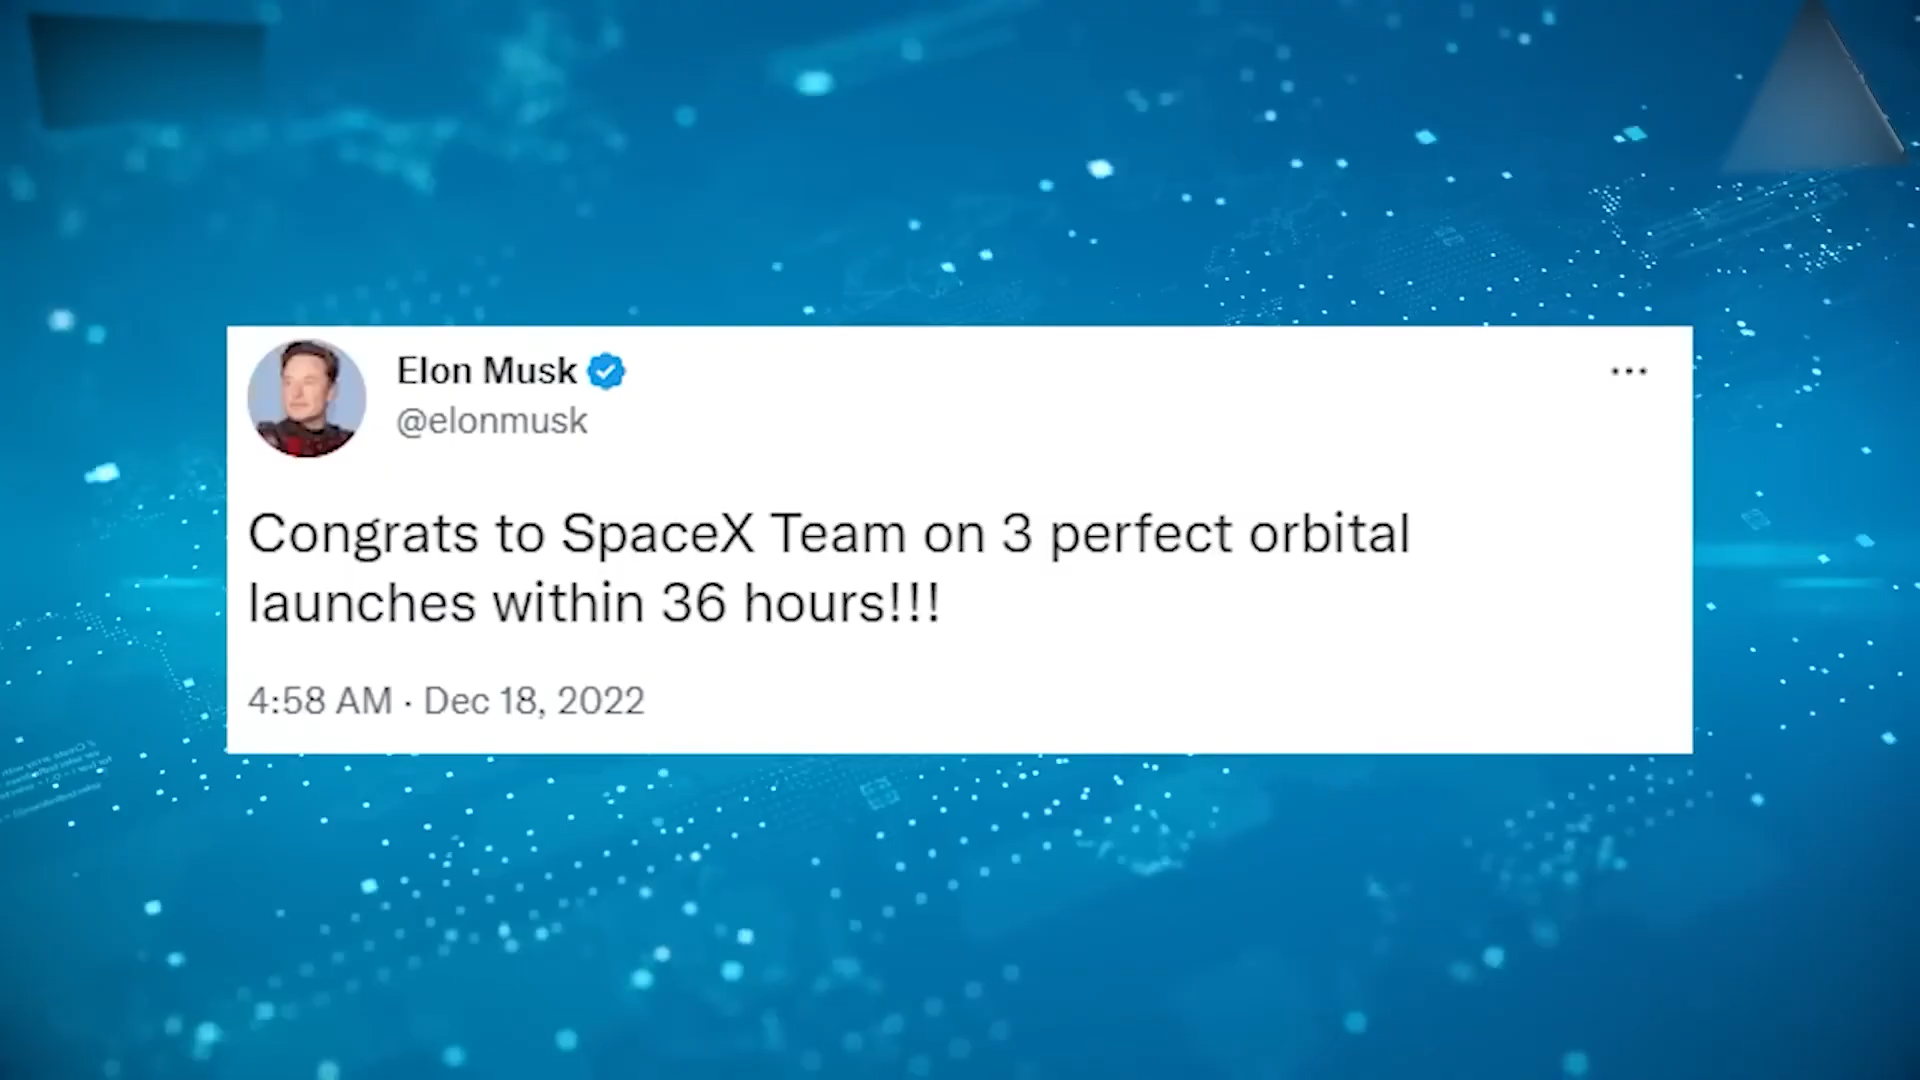 Elon Musk
@elonmusk
Congrats to SpaceX Team on 3 perfect orbital
launches within 36 hours!!!
4:58 AM · Dec 18, 2022